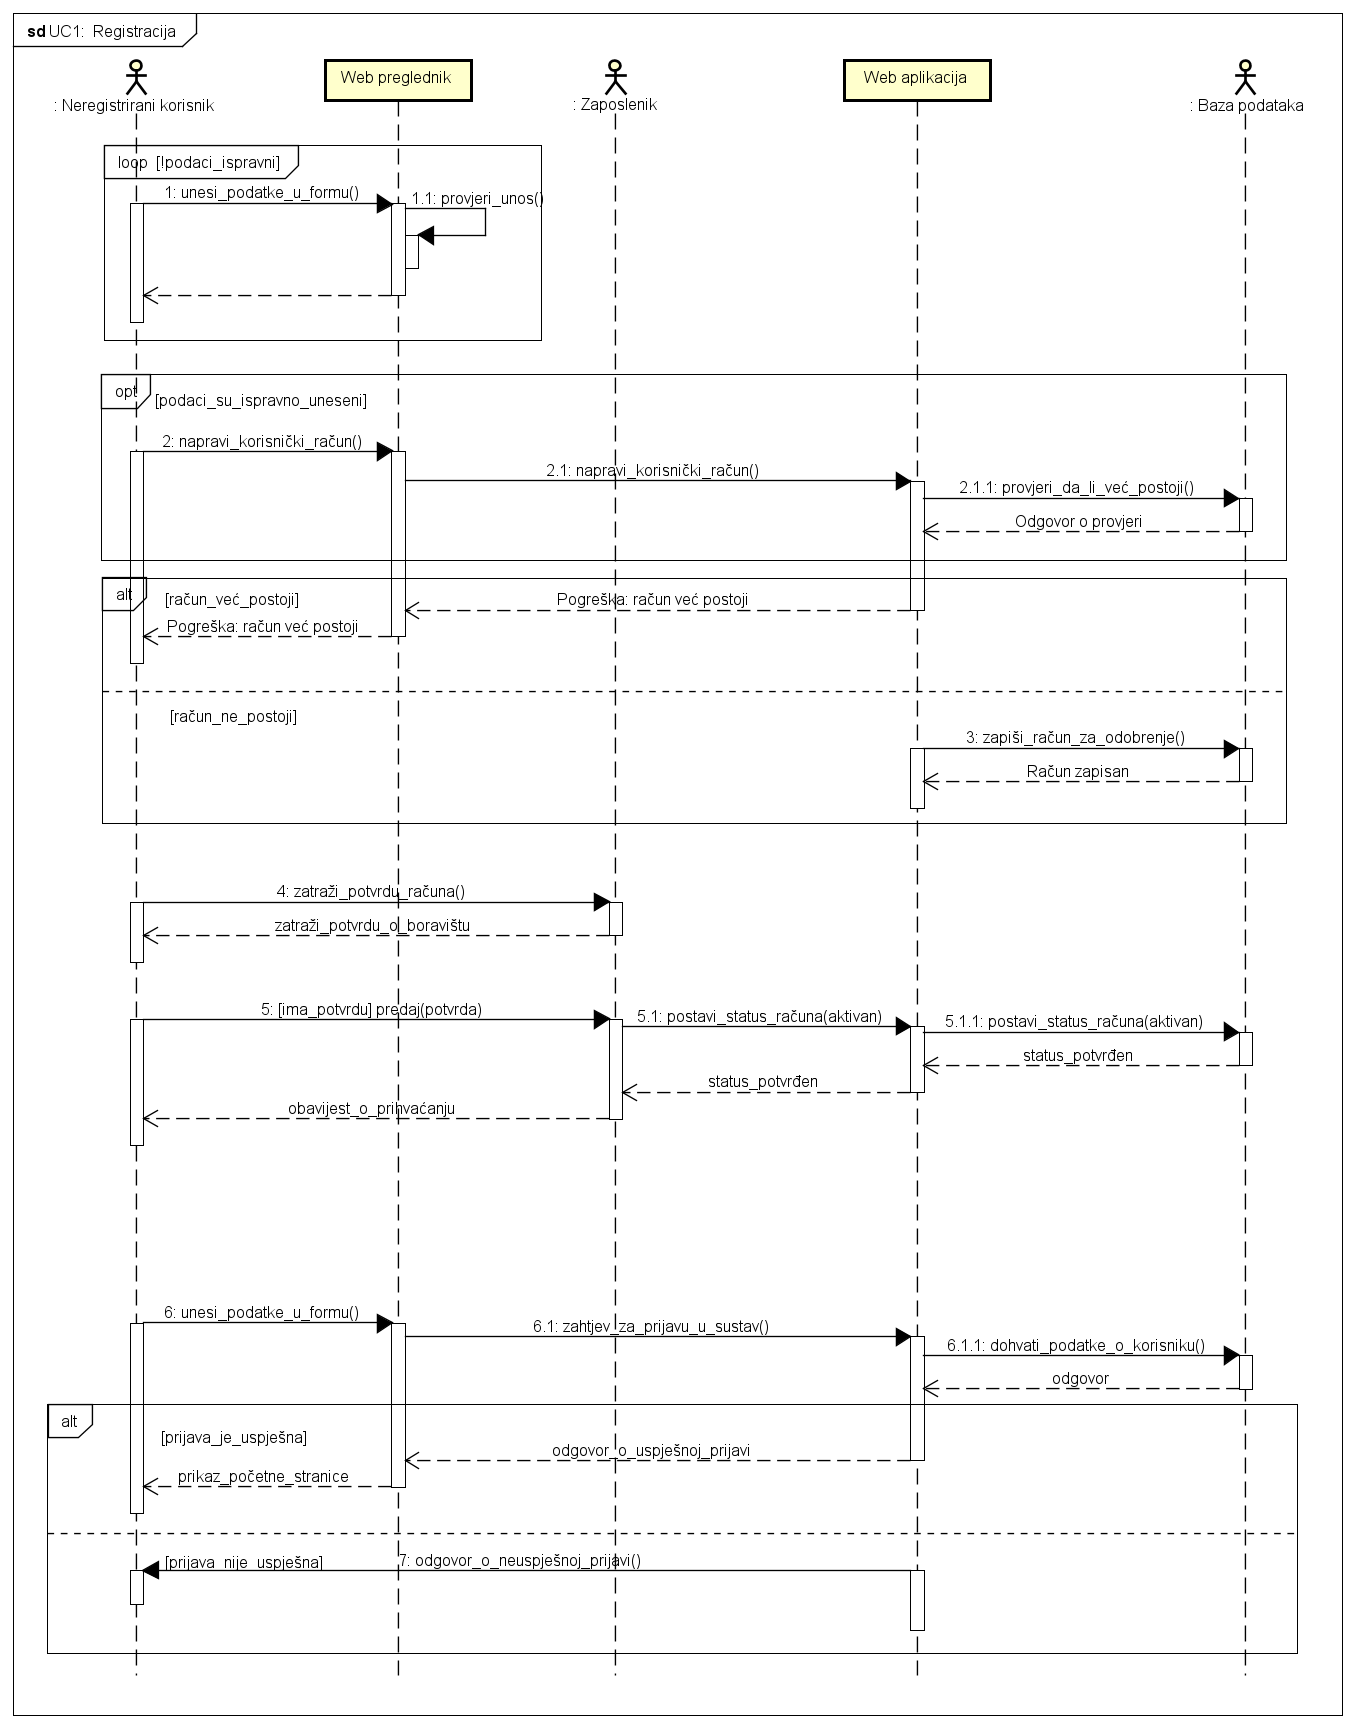 sd UC1: Registracija
: Neregistrirani korisnik
Web preglednik
: Zaposlenik
Web aplikacija
: Baza podataka
loop [!podaci_ispravni]
1: unesi_podatke_u_formu()
1.1: provjeri_unos()
opt
[podaci_su_ispravno_uneseni]
2: napravi_korisnički_račun()
2.1: napravi_korisnički_račun()
2.1.1: provjeri_da_li_već_postoji()
Odgovor o provjeri
alt
[račun_već_postoji]
Pogreška: račun već postoji
Pogreška: račun već postoji
[račun_ne_postoji]
3: zapiši_račun_za_odobrenje()
Račun zapisan
4: zatraži_potvrdu_računa()
zatraži_potvrdu_o_boravištu
5: [ima_potvrdu] predaj(potvrda)
5.1: postavi_status_računa(aktivan)
5.1.1: postavi_status_računa(aktivan)
status_potvrđen
status_potvrđen
obavijest_o_prihvaćanju
6: unesi_podatke_u_formu()
6.1: zahtjev_za_prijavu_u_sustav()
6.1.1: dohvati_podatke_o_korisniku()
odgovor
alt
[prijava_je_uspješna]
odgovor_o_uspješnoj_prijavi
prikaz_početne_stranice
[prijava_nije_uspješna]
7: odgovor_o_neuspješnoj_prijavi()